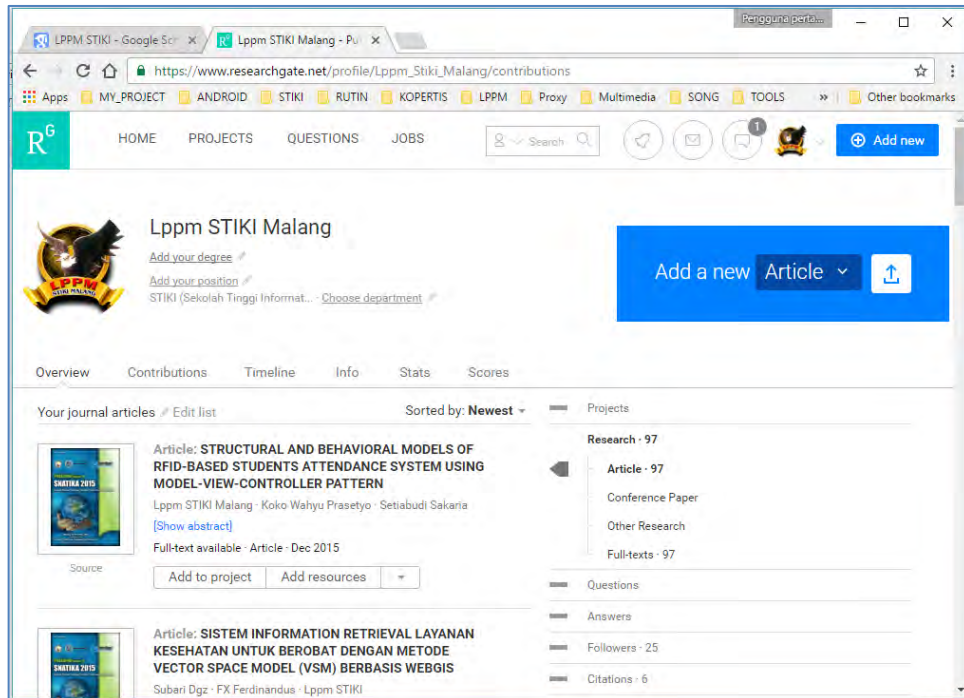 Pengguna perta...
LPPM STIKI - Google Sch
Lppm STIKI Malang - Pu
https://www.researchgate.net/profile/Lppm_Stiki_Malang/contributions
Apps MY_PROJECT ANDROID STIKI RUTIN KOPERTIS LPPM Proxy Multimedia SONG TOOLS » Other bookmarks
RG HOME PROJECTS QUESTIONS JOBS Search 1 Add new
Lppm STIKI Malang
Add your degree
Add your position
STIKI (Sekolah Tinggi Informat... · Choose department
LPPM
STIKI MALANG
Add a new Article
Overview Contributions Timeline Info Stats Scores
Your journal articles Edit list Sorted by: Newest
Article: STRUCTURAL AND BEHAVIORAL MODELS OF
RFID-BASED STUDENTS ATTENDANCE SYSTEM USING
MODEL-VIEW-CONTROLLER PATTERN
Lppm STIKI Malang · Koko Wahyu Prasetyo · Setiabudi Sakaria
[Show abstract]
Full-text available · Article · Dec 2015
SNATIKA 2015
Source
Add to project Add resources
Article: SISTEM INFORMATION RETRIEVAL LAYANAN
KESEHATAN UNTUK BEROBAT DENGAN METODE
VECTOR SPACE MODEL (VSM) BERBASIS WEBGIS
Subari Dgz · FX Ferdinandus · Lppm STIKI
SNATIKA 2015
Projects
Research · 97
Article · 97
Conference Paper
Other Research
Full-texts · 97
Questions
Answers
Followers · 25
Citations · 6